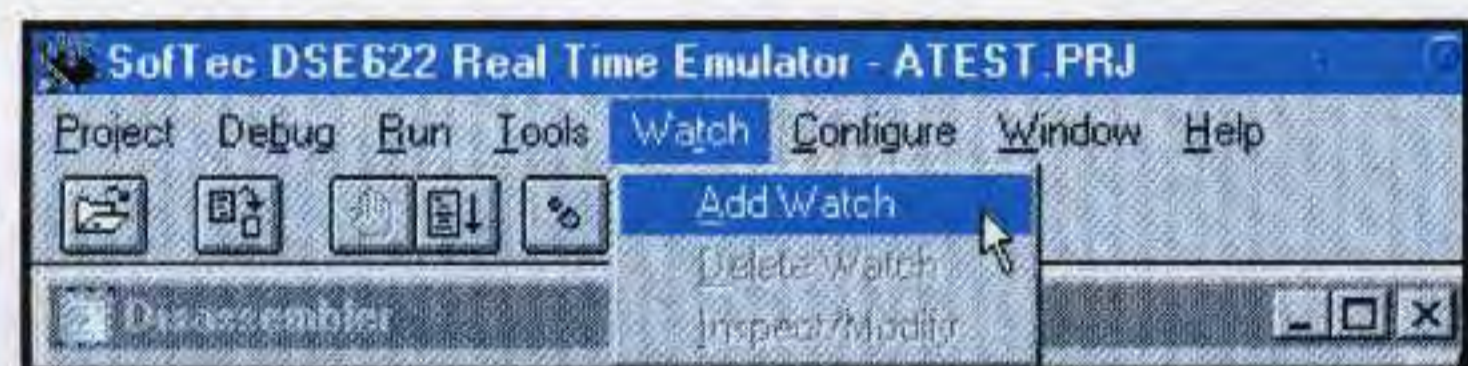 SofTec DSE622 Real Time Emulator - ATEST.PRJ
Project Debug Run Tools Watch Configure Window Help
Add Watch
Delete Watch
Disassembler
Inspect/Modify